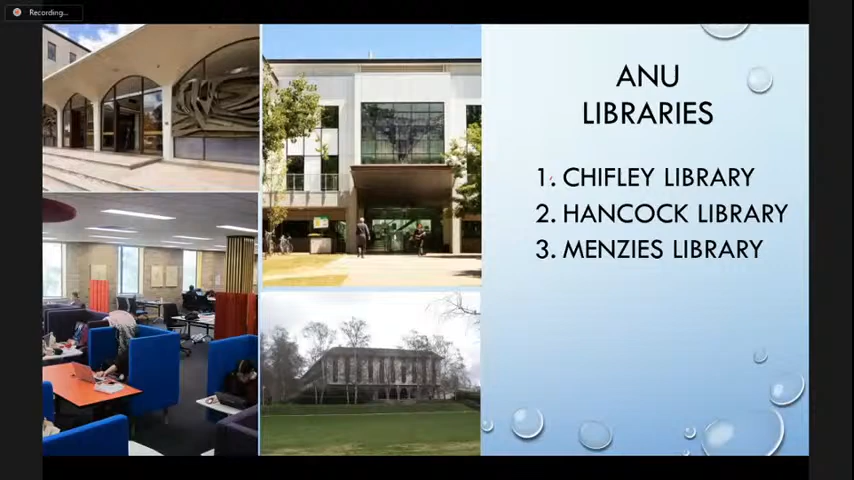 Recording...
ANU
LIBRARIES
1. CHIFLEY LIBRARY
2. HANCOCK LIBRARY
3. MENZIES LIBRARY